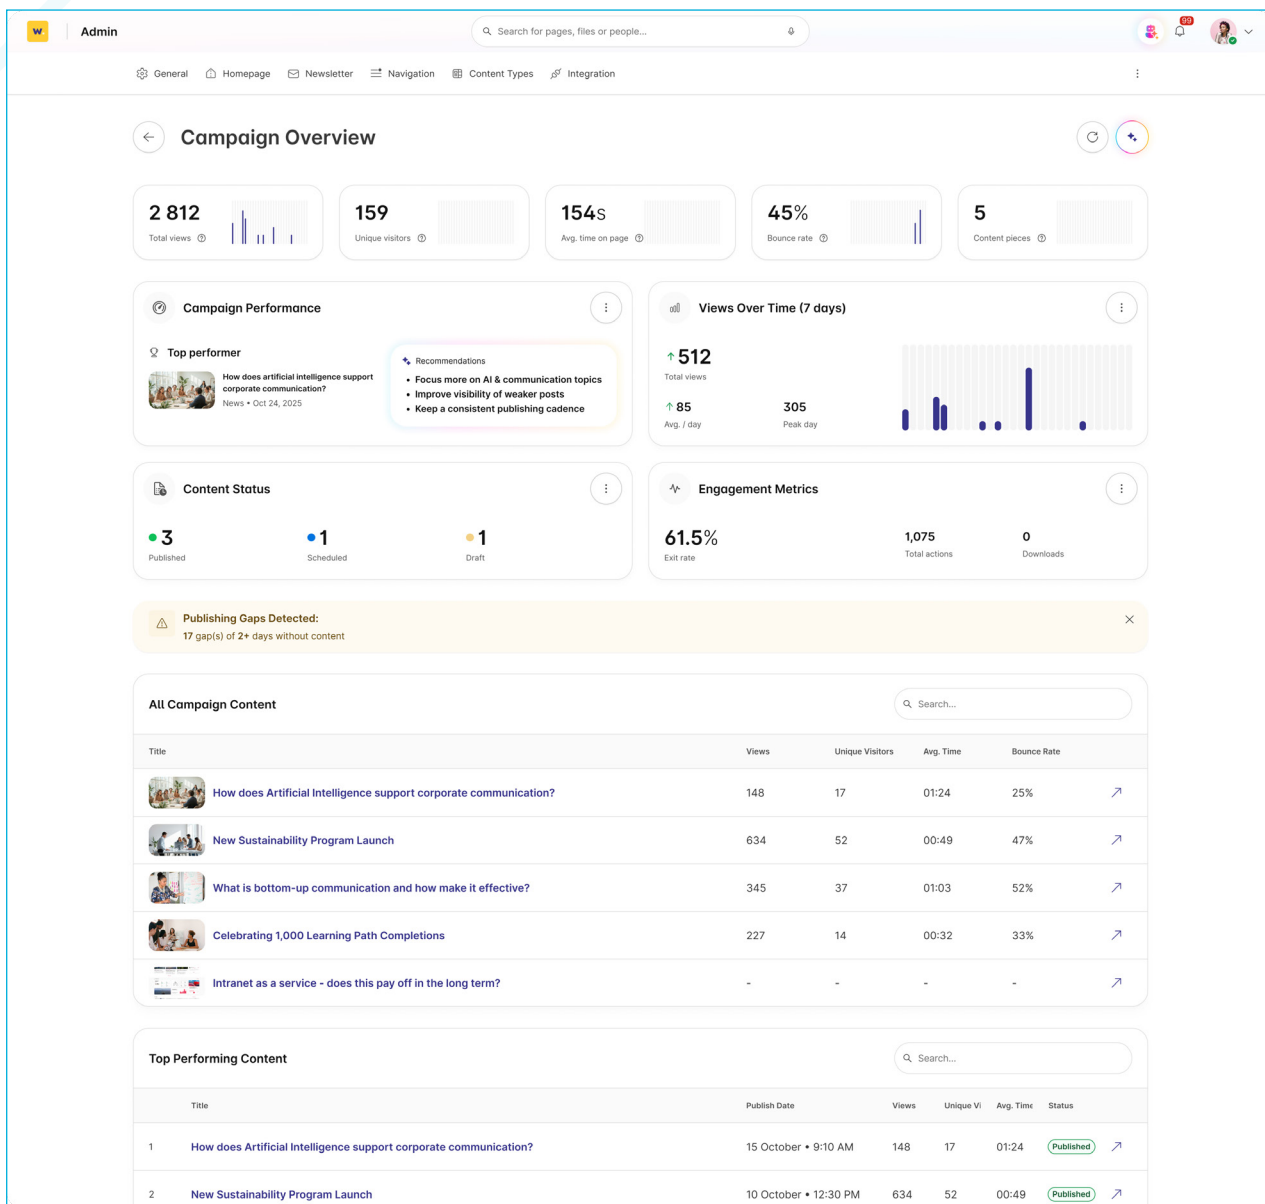 w.
Admin
Search for pages, files or people...
99
General
Homepage
Newsletter
Navigation
Content Types
Integration
Campaign Overview
2 812
Total views
159
Unique visitors
154s
Avg. time on page
45%
Bounce rate
5
Content pieces
Campaign Performance
Top performer
How does artificial intelligence support
corporate communication?
News • Oct 24, 2025
Recommendations
• Focus more on AI & communication topics
• Improve visibility of weaker posts
• Keep a consistent publishing cadence
Views Over Time (7 days)
512
Total views
85
Avg. / day
305
Peak day
Content Status
3
Published
1
Scheduled
1
Draft
Engagement Metrics
61.5%
Exit rate
1,075
Total actions
0
Downloads
Publishing Gaps Detected:
17 gap(s) of 2+ days without content
All Campaign Content
Search...
Title Views Unique Visitors Avg. Time Bounce Rate
How does Artificial Intelligence support corporate communication? 148 17 01:24 25%
New Sustainability Program Launch 634 52 00:49 47%
What is bottom-up communication and how make it effective? 345 37 01:03 52%
Celebrating 1,000 Learning Path Completions 227 14 00:32 33%
Intranet as a service - does this pay off in the long term? - - - -
Top Performing Content
Search...
Title Publish Date Views Unique Vi Avg. Time Status
1 How does Artificial Intelligence support corporate communication? 15 October • 9:10 AM 148 17 01:24 Published
2 New Sustainability Program Launch 10 October • 12:30 PM 634 52 00:49 Published